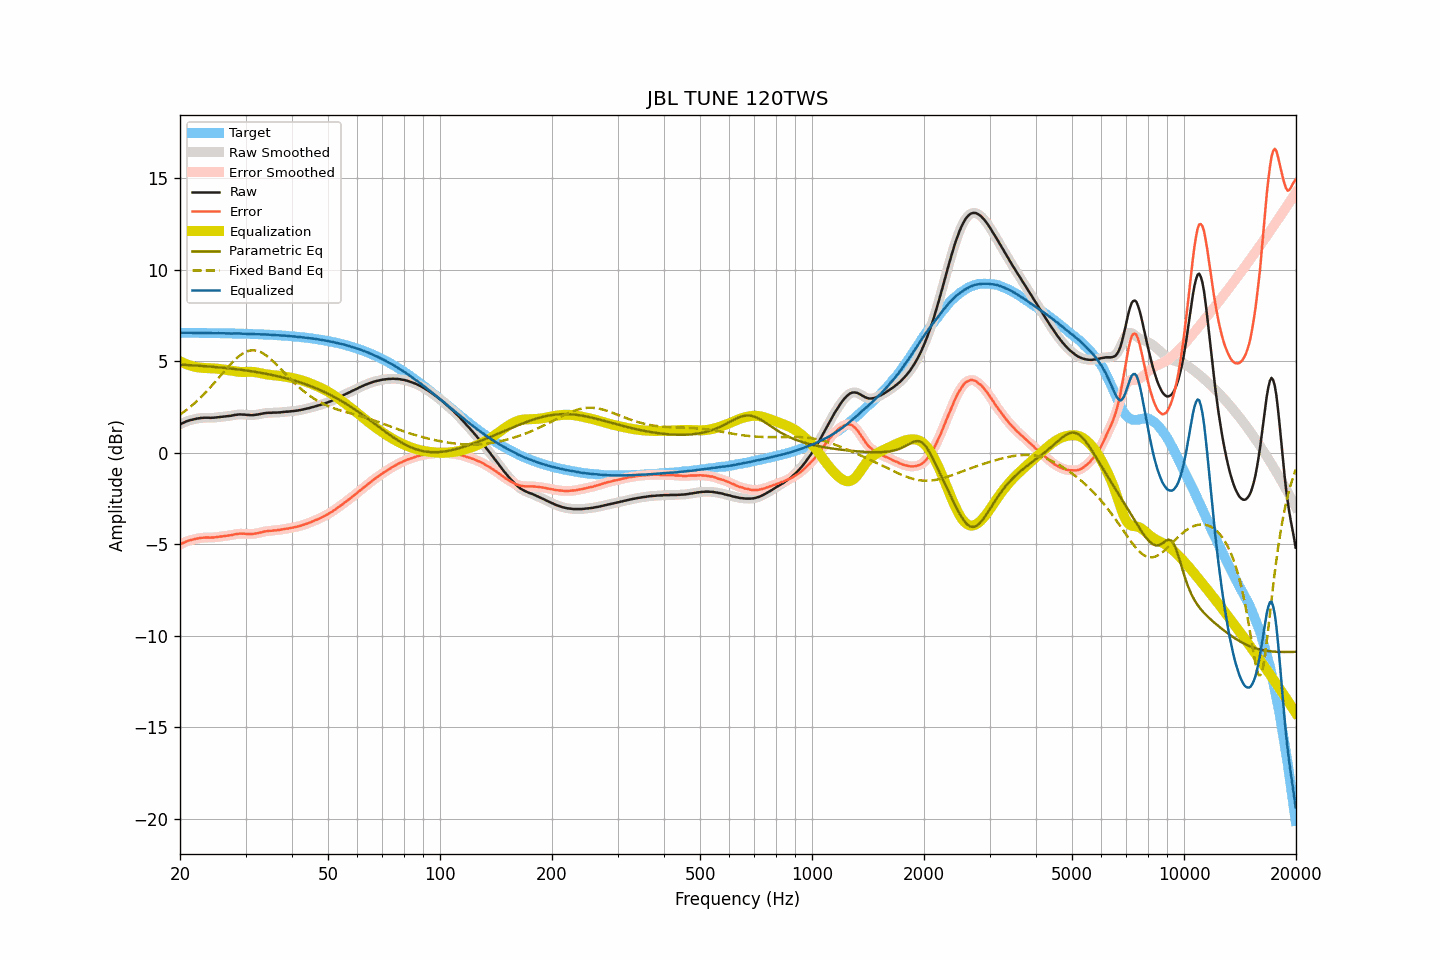 JBL TUNE 120TWS
Target
Raw Smoothed
Error Smoothed
Raw
Error
Equalization
Parametric Eq
Fixed Band Eq
Equalized
15
10
5
0
−5
−10
−15
−20
Amplitude (dBr)
20 50 100 200 500 1000 2000 5000 10000 20000
Frequency (Hz)